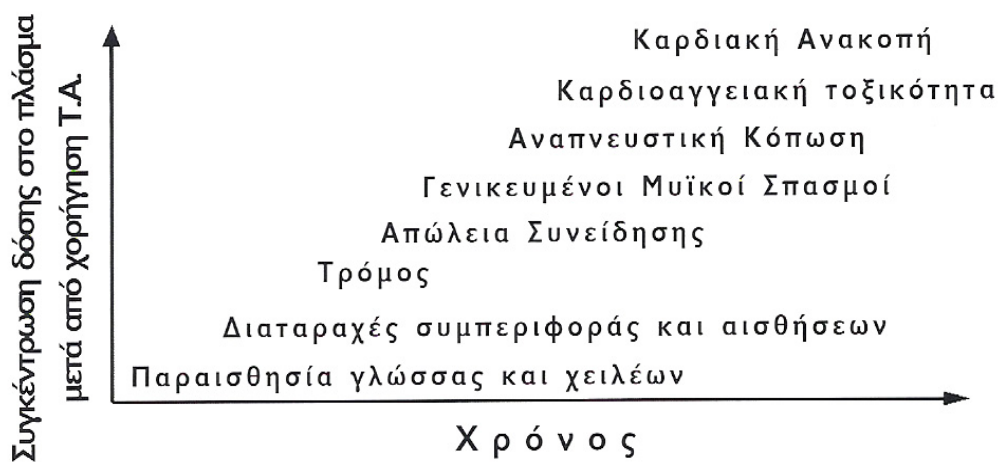 Συγκέντρωση δόσης στο πλάσμα
μετά από χορήγηση Τ.Α.
Καρδιακή Ανακοπή
Καρδιοαγγειακή τοξικότητα
Αναπνευστική Κόπωση
Γενικευμένοι Μυϊκοί Σπασμοί
Απώλεια Συνείδησης
Τρόμος
Διαταραχές συμπεριφοράς και αισθήσεων
Παραισθησία γλώσσας και χειλέων
Χρόνος